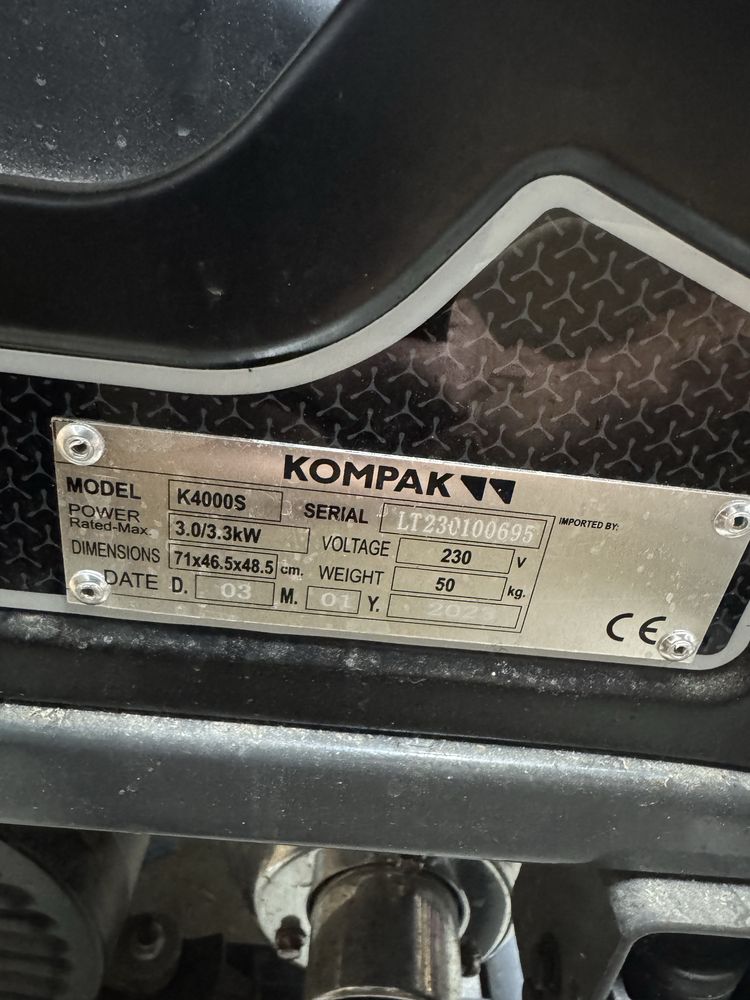 KOMPAK
MODEL K4000S SERIAL LT230100695 IMPORTED BY:
POWER Rated-Max. 3.0/3.3kW VOLTAGE 230 V
DIMENSIONS 71x46.5x48.5 cm. WEIGHT 50 kg.
DATE D. 03 M. 01 Y. 2023
CE